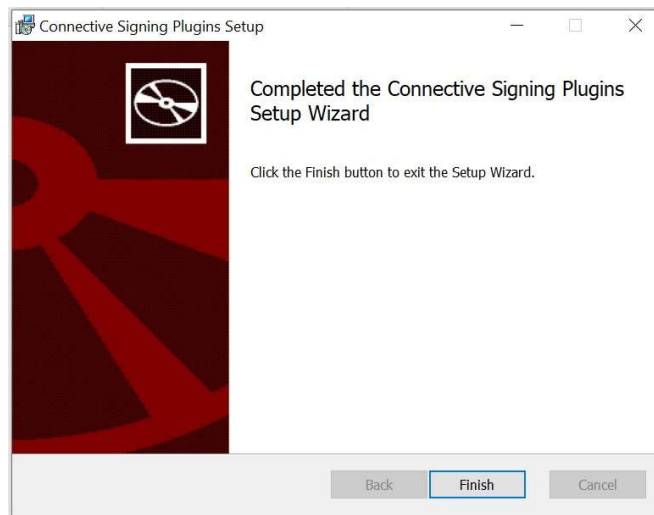 Connective Signing Plugins Setup
Completed the Connective Signing Plugins
Setup Wizard
Click the Finish button to exit the Setup Wizard.
Back
Finish
Cancel